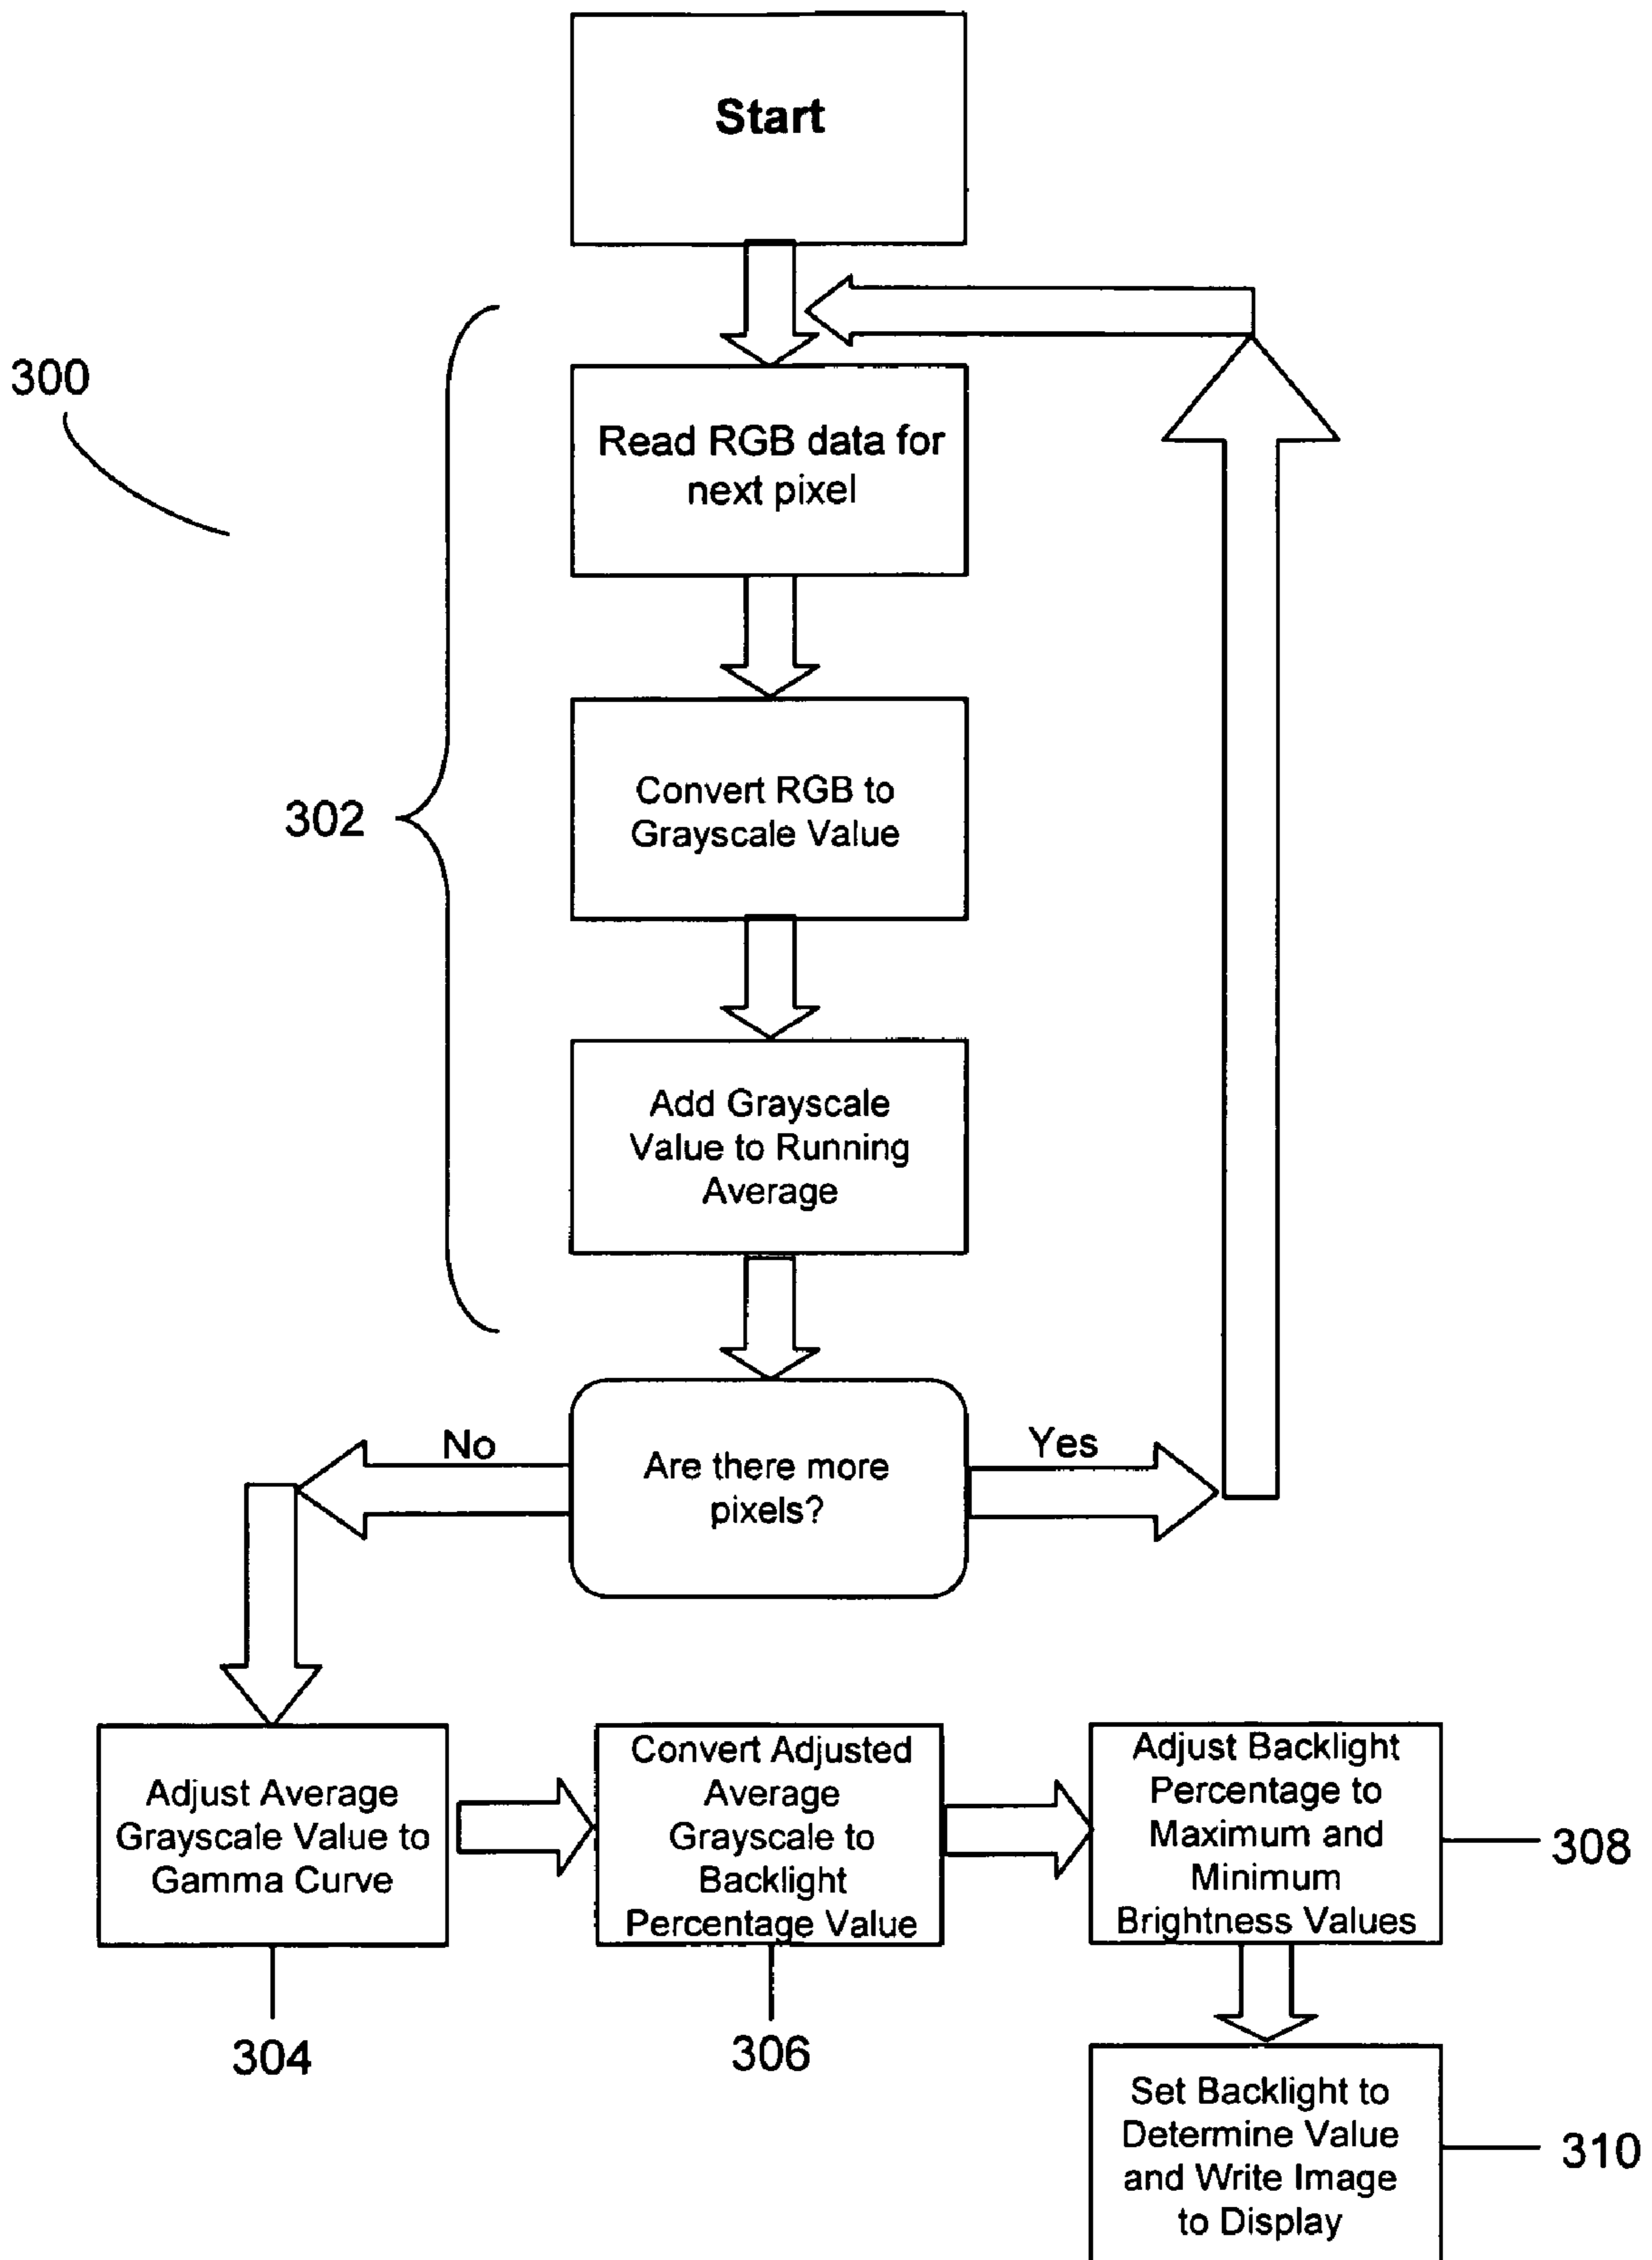 Start
300
Read RGB data for
next pixel
302
Convert RGB to
Grayscale Value
Add Grayscale
Value to Running
Average
No
Are there more
pixels?
Yes
Adjust Average
Grayscale Value to
Gamma Curve
304
Convert Adjusted
Average
Grayscale to
Backlight
Percentage Value
306
Adjust Backlight
Percentage to
Maximum and
Minimum
Brightness Values
308
Set Backlight to
Determine Value
and Write Image
to Display
310